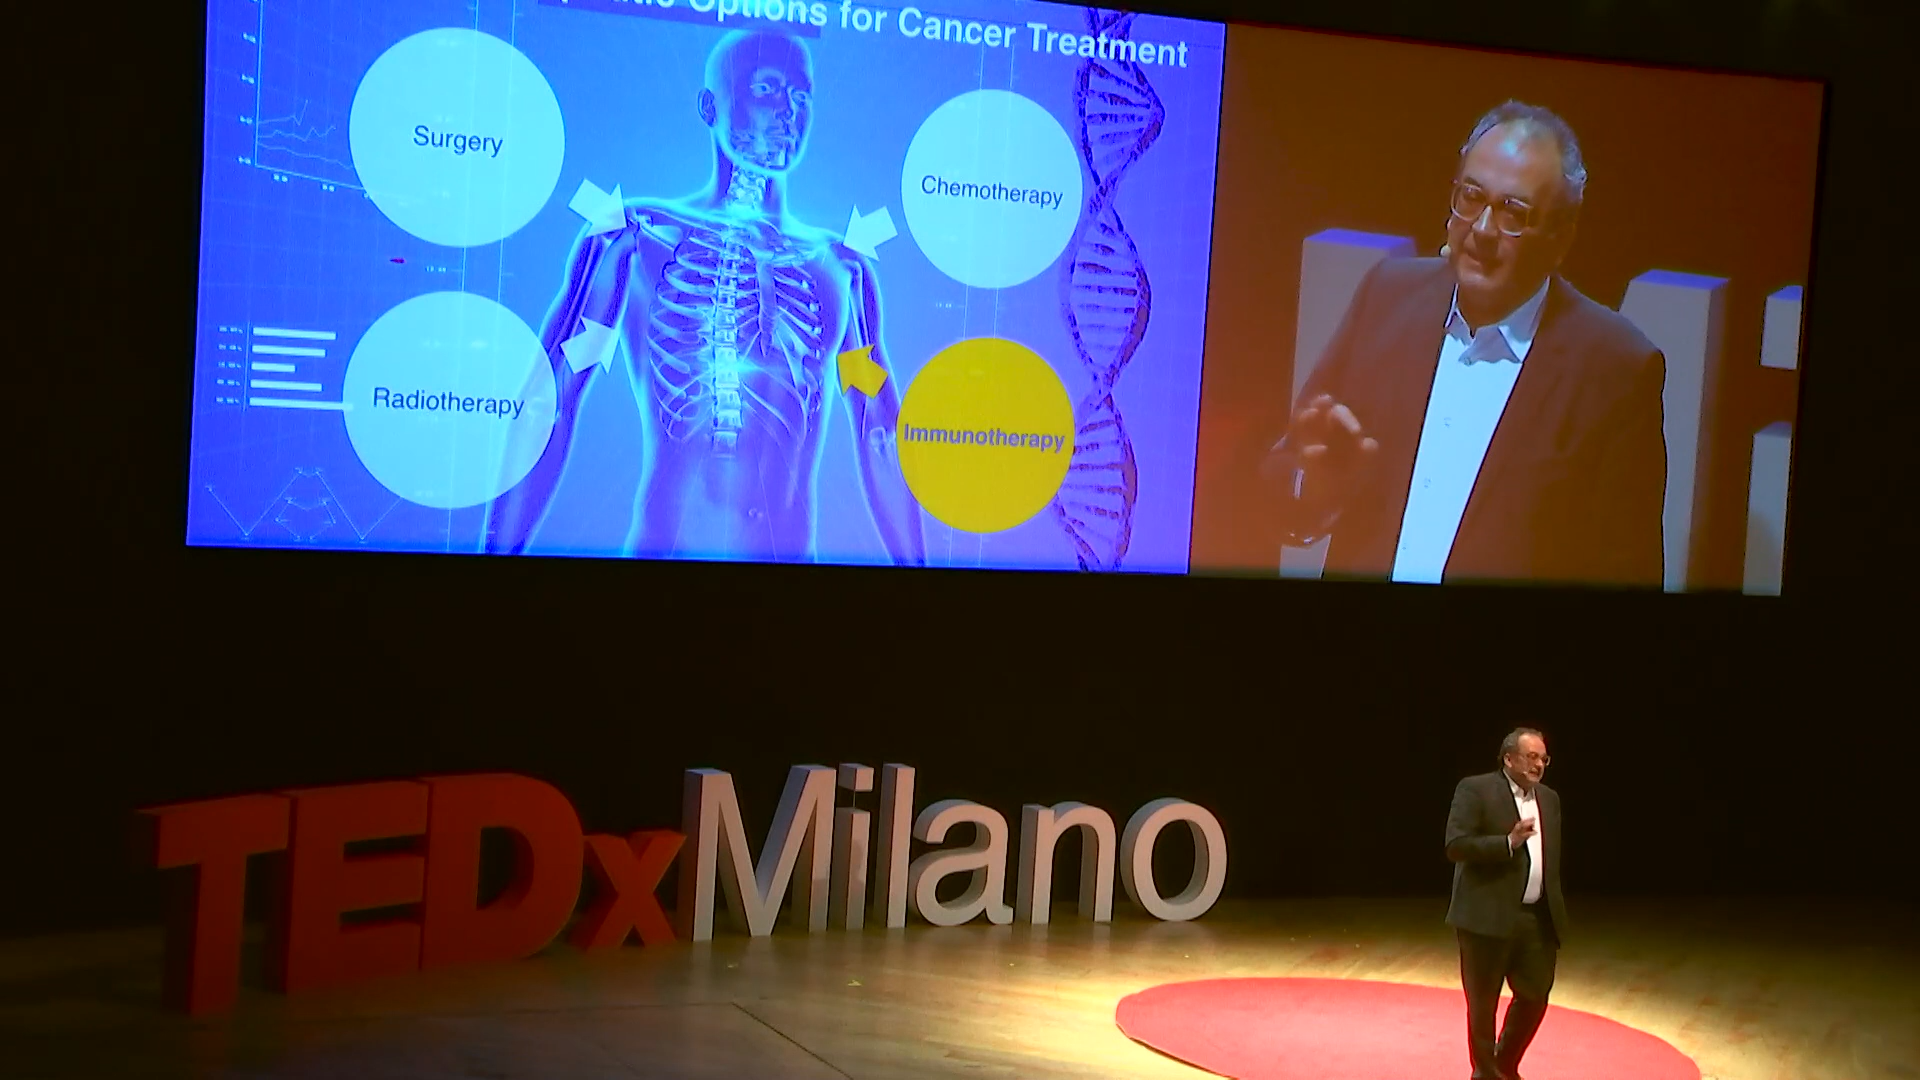 Options for Cancer Treatment
Surgery
Chemotherapy
Radiotherapy
Immunotherapy
TEDxMilano